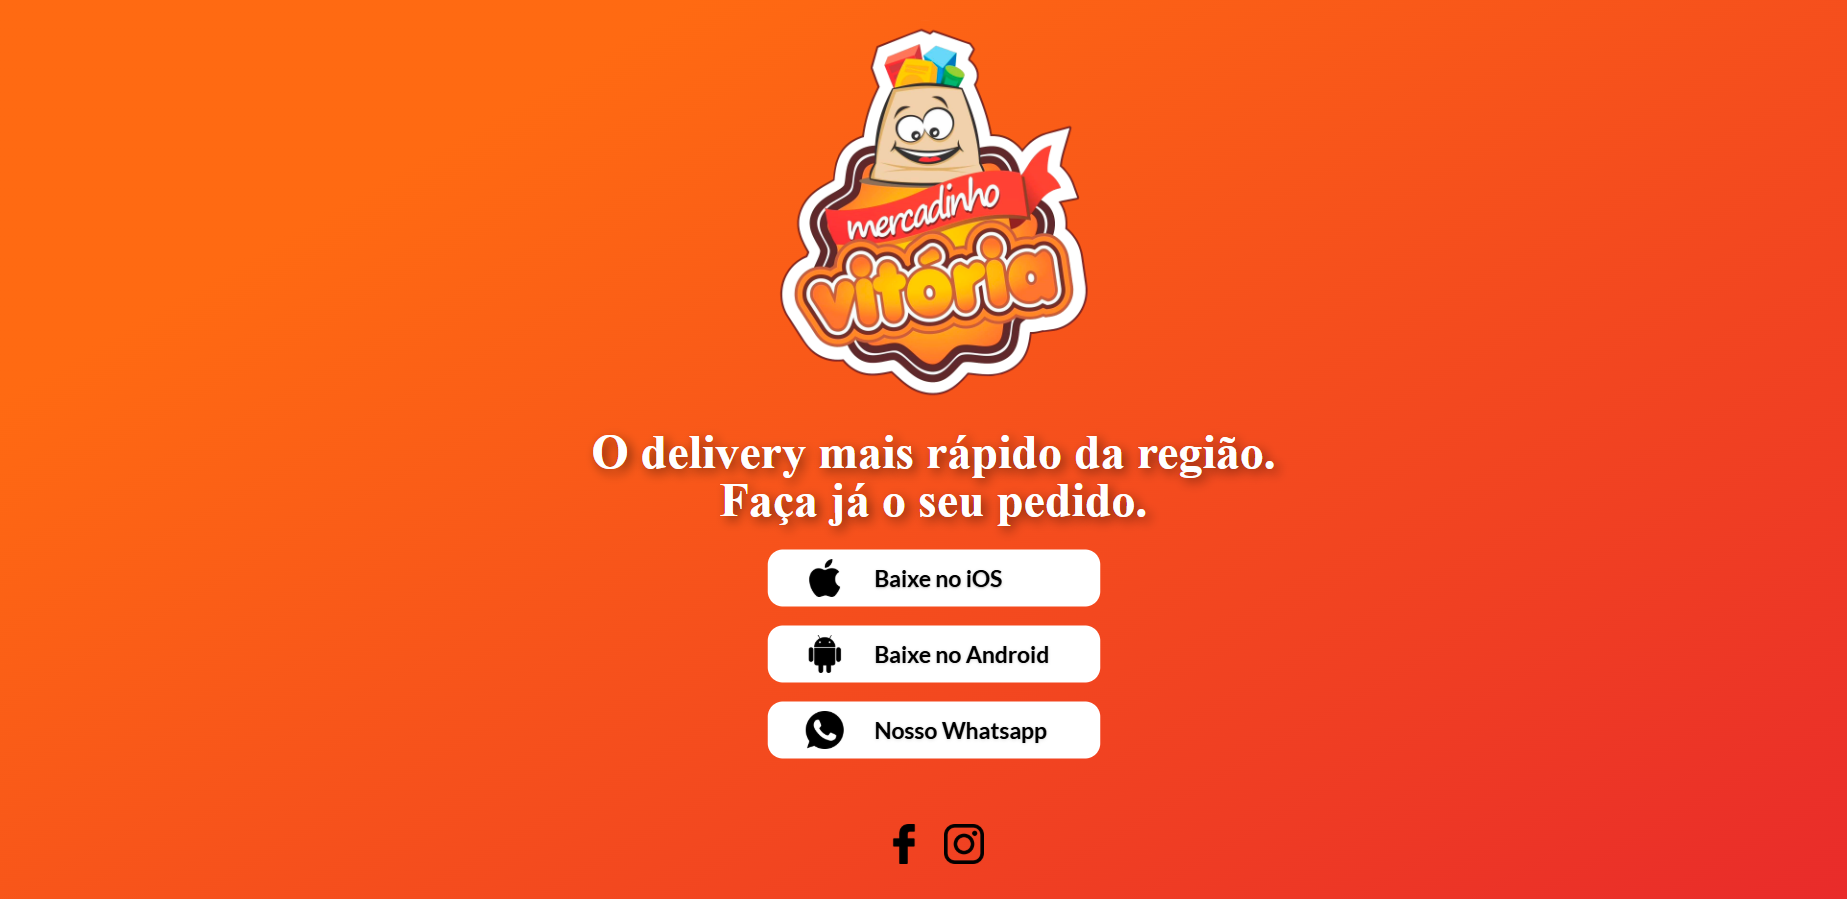 mercadinho
vitória
O delivery mais rápido da região.
Faça já o seu pedido.
Baixe no iOS
Baixe no Android
Nosso Whatsapp